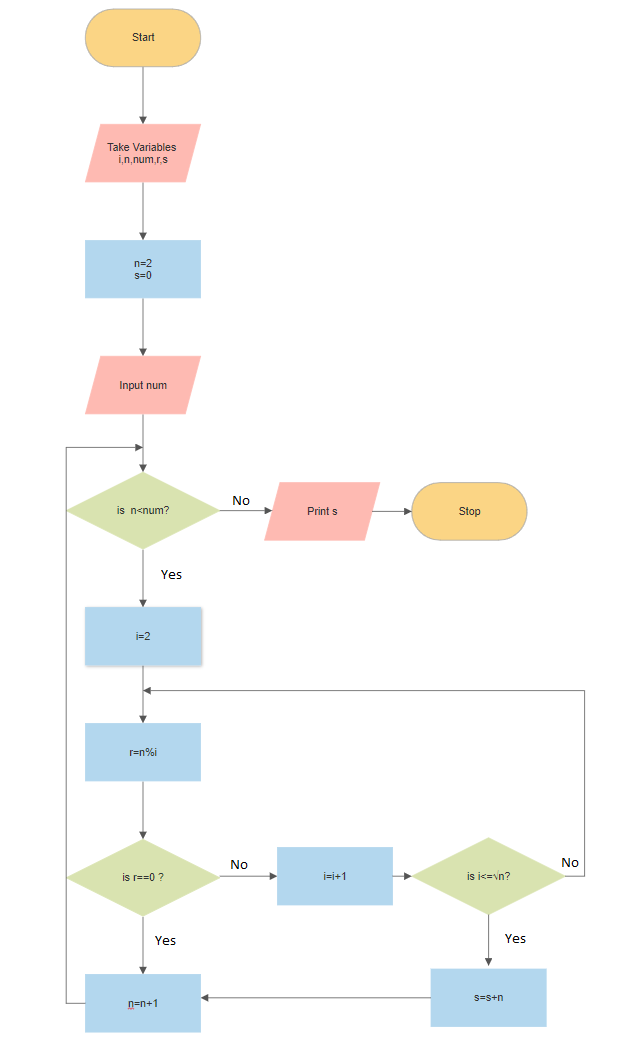 Start
Take Variables
i,n,num,r,s
n=2
s=0
Input num
is n<num?
No
Print s
Stop
Yes
i=2
r=n%i
is r==0 ?
No
i=i+1
is i<=√n?
No
Yes
Yes
n=n+1
s=s+n